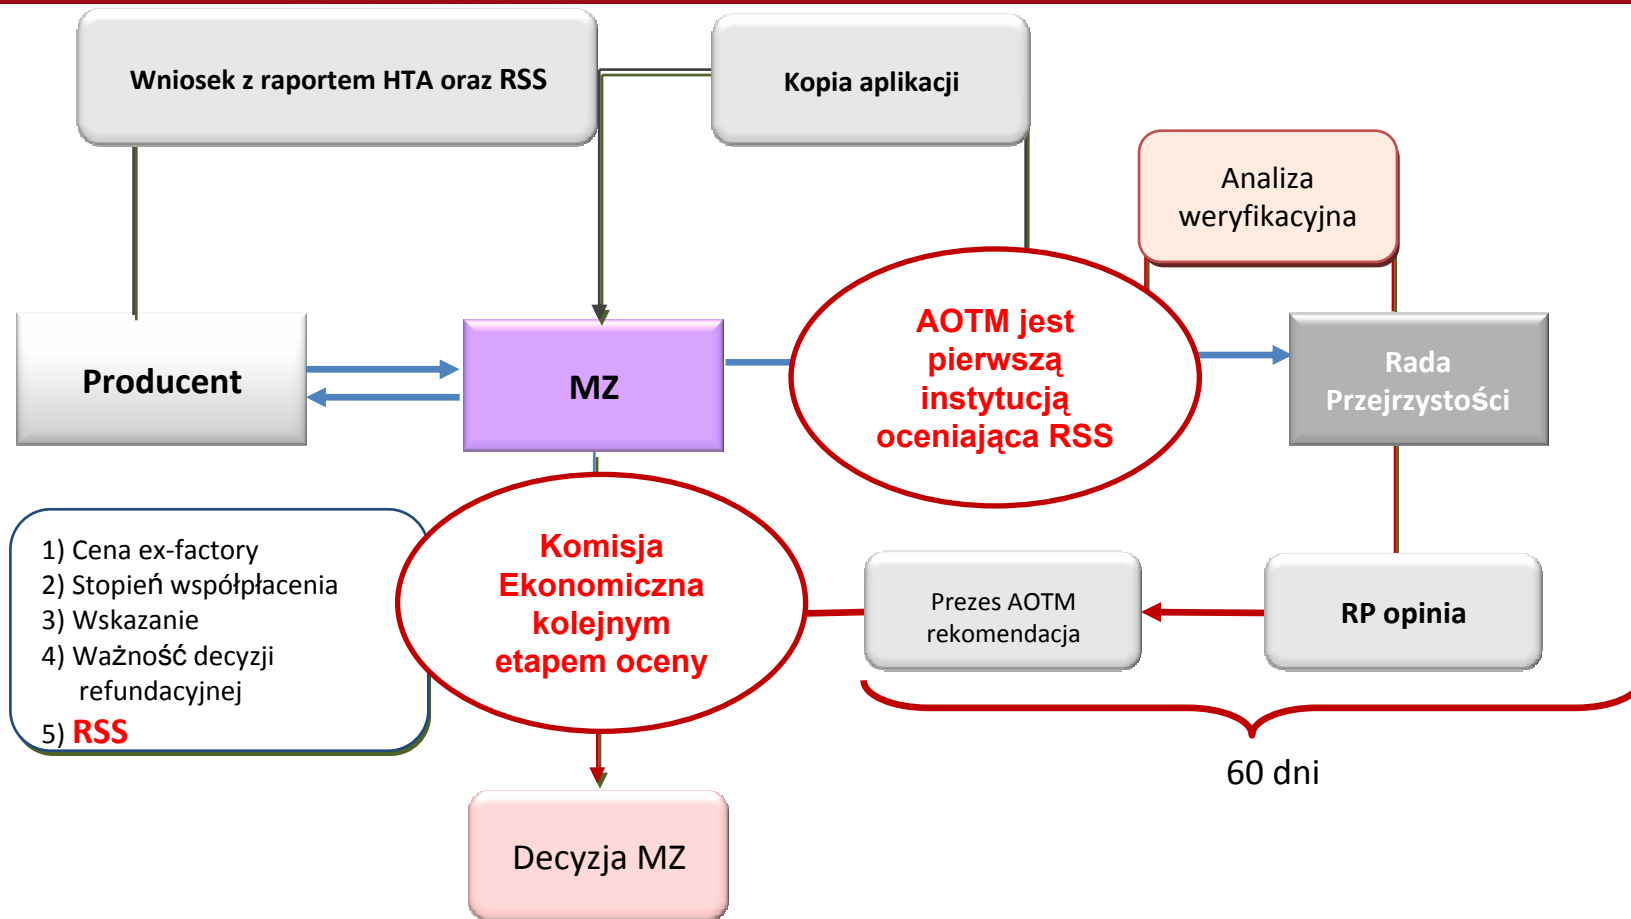 Wniosek z raportem HTA oraz RSS
Kopia aplikacji
Analiza
weryfikacyjna
Producent
MZ
AOTM jest
pierwszą
instytucją
oceniająca RSS
Rada
Przejrzystości
1) Cena ex-factory
2) Stopień współpłacenia
3) Wskazanie
4) Ważność decyzji
refundacyjnej
5) RSS
Komisja
Ekonomiczna
kolejnym
etapem oceny
Prezes AOTM
rekomendacja
RP opinia
60 dni
Decyzja MZ